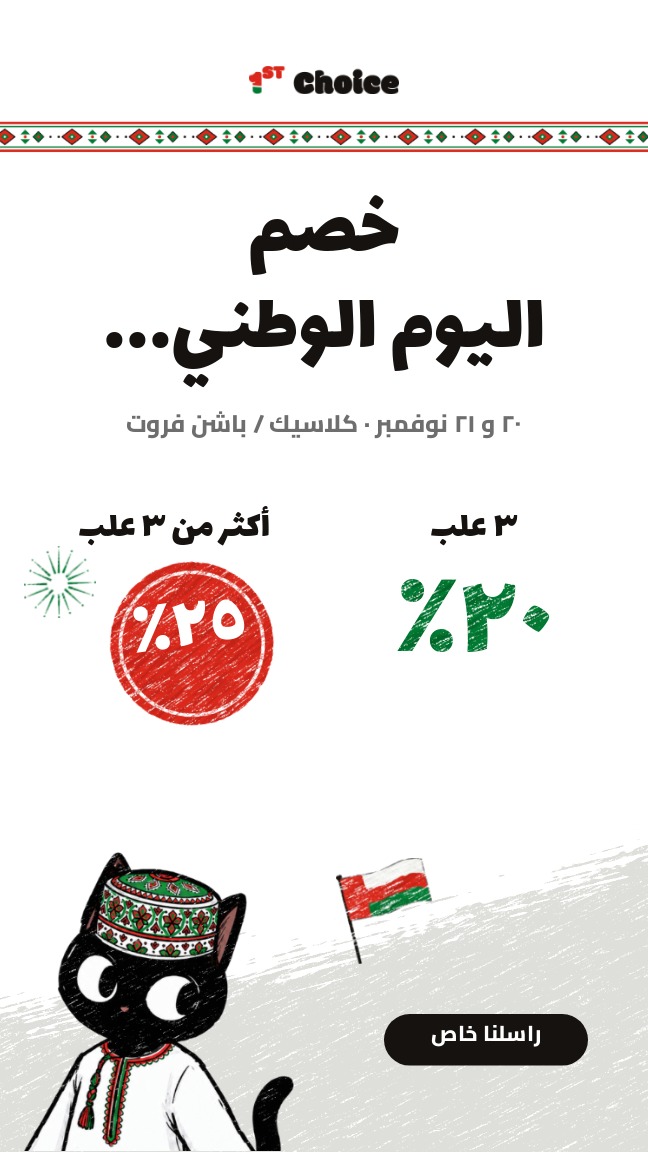 1ST Choice
خصم
اليوم الوطني...
٢٠ و ٢١ نوفمبر · كلاسيك / باشن فروت
٣ علب
٢٠٪
أكثر من ٣ علب
٢٥٪
راسلنا خاص